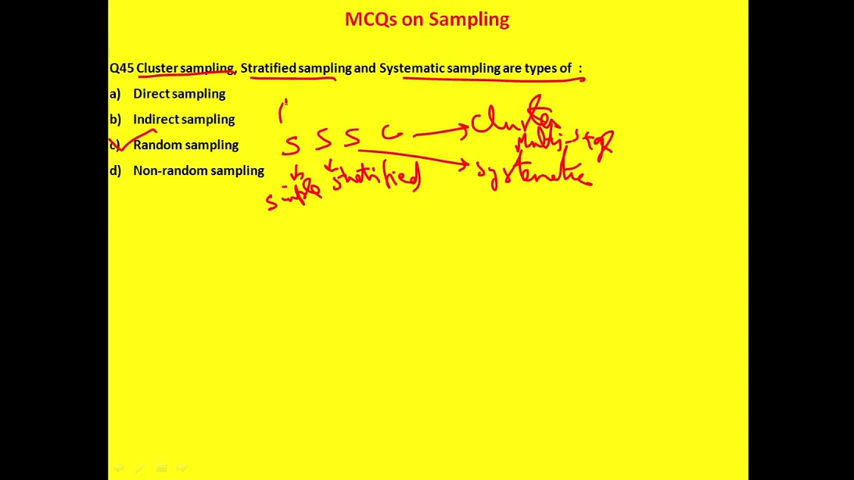 MCQs on Sampling
Q45 Cluster sampling, Stratified sampling and Systematic sampling are types of :
a) Direct sampling
b) Indirect sampling
c) Random sampling
d) Non-random sampling
S S S C
cluster
systematic
simple stratified